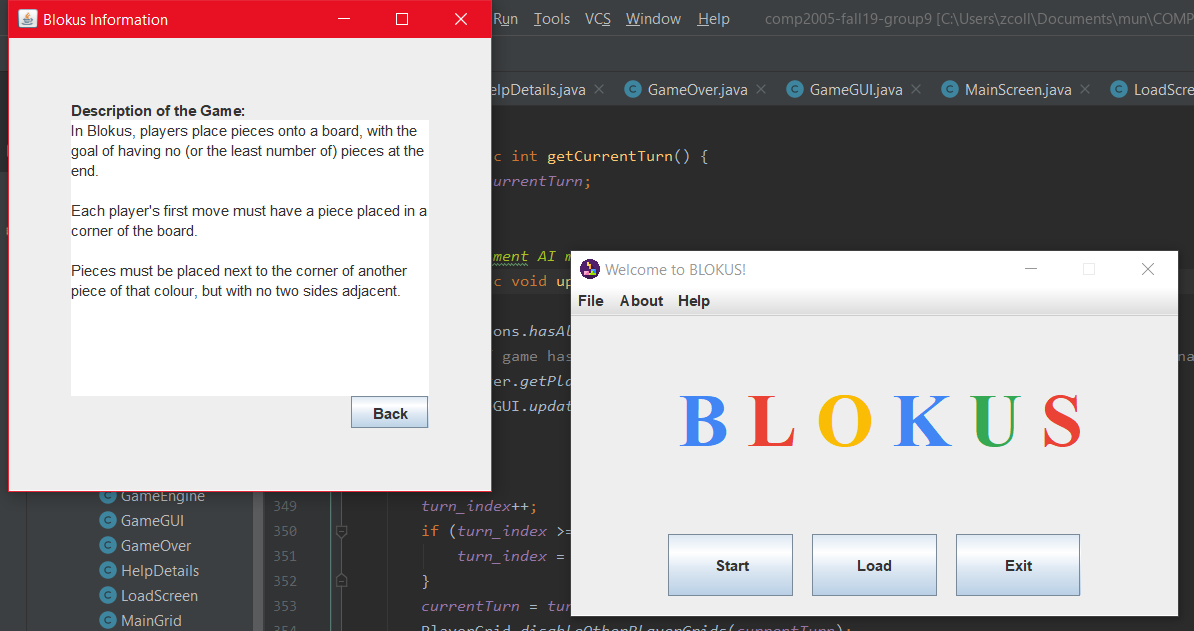 Blokus Information
Description of the Game:
In Blokus, players place pieces onto a board, with the
goal of having no (or the least number of) pieces at the
end.
Each player's first move must have a piece placed in a
corner of the board.
Pieces must be placed next to the corner of another
piece of that colour, but with no two sides adjacent.
Back
Run Tools VCS Window Help comp2005-fall19-group9 [C:\Users\zcoll\Documents\mun\COMP
elpDetails.java GameOver.java GameGUI.java MainScreen.java LoadScre
c int getCurrentTurn() {
urrentTurn;
ment AI m
c void up
ons.hasAl
game has
er.getPla
GUI.updat
Welcome to BLOKUS!
File About Help
BLOKUS
Start Load Exit
GameEngine
GameGUI
GameOver
HelpDetails
LoadScreen
MainGrid
349 turn_index++;
350 if (turn_index >=
351 turn_index =
352 }
353 currentTurn = tur
354 PlayerGrid.disableOtherPlayerGrids(currentTurn);